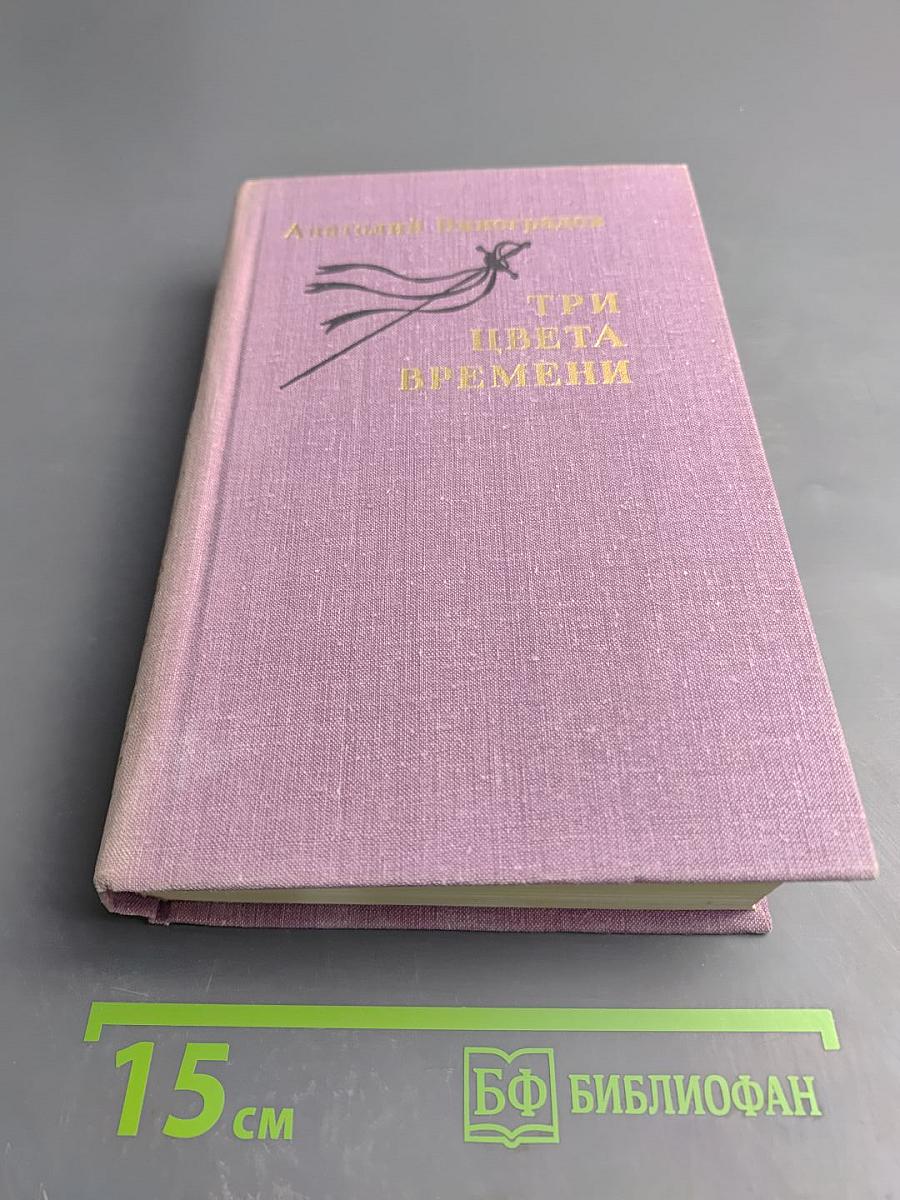 Анатолий Виноградов
ТРИ
ЦВЕТА
ВРЕМЕНИ
15 см
БФ БИБЛИОФАН